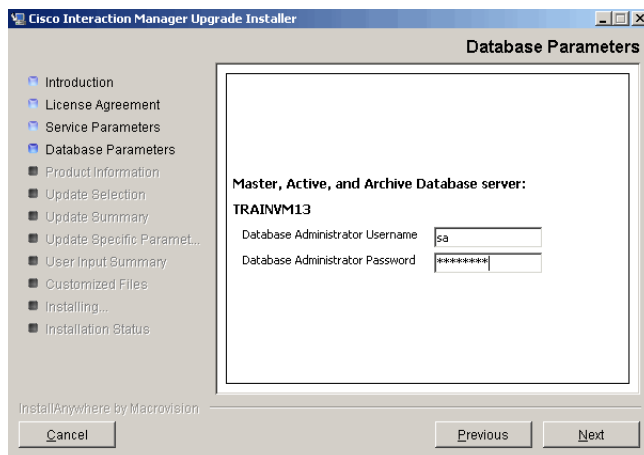 Cisco Interaction Manager Upgrade Installer
Database Parameters
Introduction
License Agreement
Service Parameters
Database Parameters
Product Information
Update Selection
Update Summary
Update Specific Paramet...
User Input Summary
Customized Files
Installing...
Installation Status
Master, Active, and Archive Database server:
TRAINVM13
Database Administrator Username sa
Database Administrator Password ********
InstallAnywhere by Macrovision
Cancel Previous Next